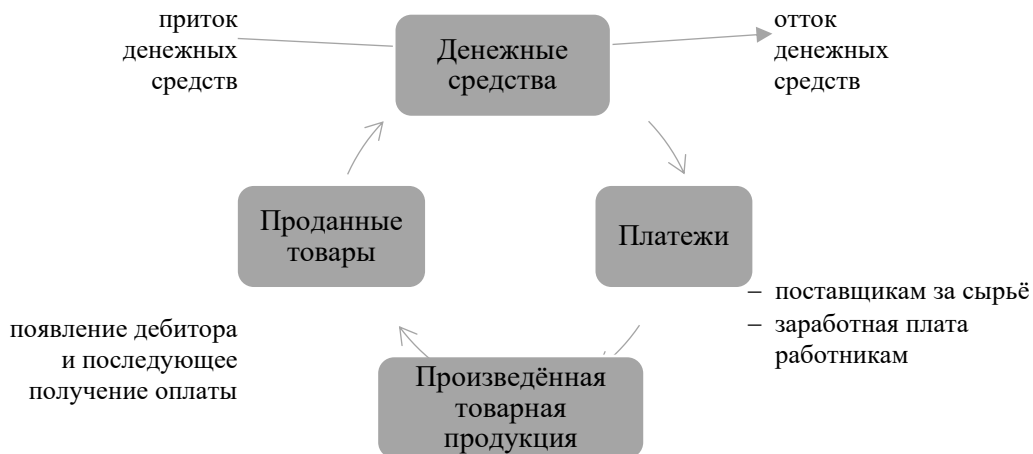 приток
денежных
средств
Денежные
средства
отток
денежных
средств
Проданные
товары
Платежи
– поставщикам за сырьё
– заработная плата
работникам
появление дебитора
и последующее
получение оплаты
Произведённая
товарная
продукция